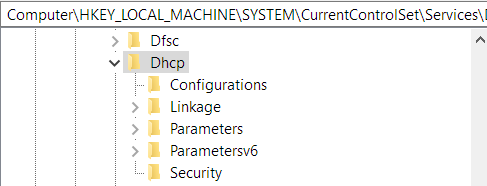 Computer\HKEY_LOCAL_MACHINE\SYSTEM\CurrentControlSet\Services\
Dfsc
Dhcp
Configurations
Linkage
Parameters
Parametersv6
Security